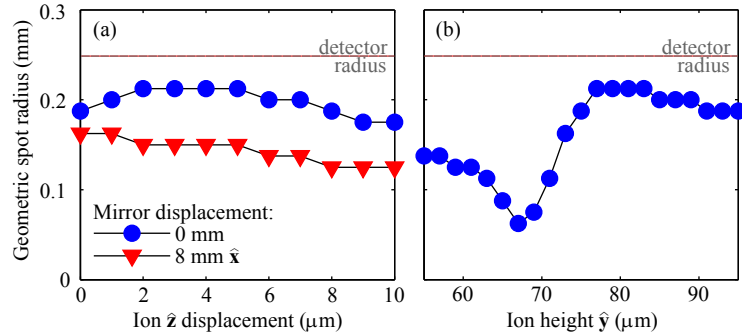 (a)
(b)
detector
radius
detector
radius
Geometric spot radius (mm)
0.3
0.2
0.1
0
Mirror displacement:
0 mm
8 mm x̂
0 2 4 6 8 10
60 70 80 90
Ion ẑ displacement (μm)
Ion height ŷ (μm)